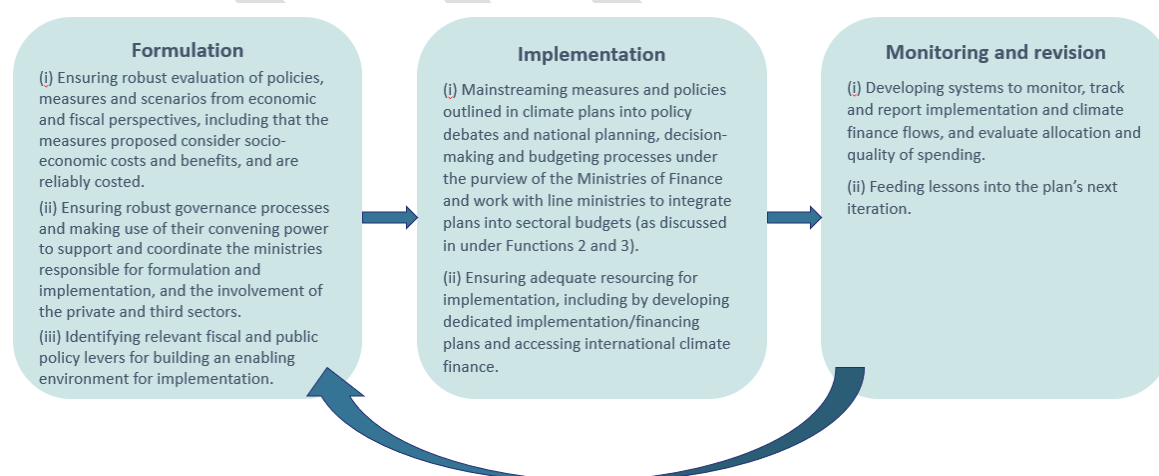 Formulation
(i) Ensuring robust evaluation of policies,
measures and scenarios from economic
and fiscal perspectives, including that the
measures proposed consider socio-
economic costs and benefits, and are
reliably costed.
(ii) Ensuring robust governance processes
and making use of their convening power
to support and coordinate the ministries
responsible for formulation and
implementation, and the involvement of
the private and third sectors.
(iii) Identifying relevant fiscal and public
policy levers for building an enabling
environment for implementation.
Implementation
(i) Mainstreaming measures and policies
outlined in climate plans into policy
debates and national planning, decision-
making and budgeting processes under
the purview of the Ministries of Finance
and work with line ministries to integrate
plans into sectoral budgets (as discussed
in under Functions 2 and 3).
(ii) Ensuring adequate resourcing for
implementation, including by developing
dedicated implementation/financing
plans and accessing international climate
finance.
Monitoring and revision
(i) Developing systems to monitor, track
and report implementation and climate
finance flows, and evaluate allocation and
quality of spending.
(ii) Feeding lessons into the plan's next
iteration.